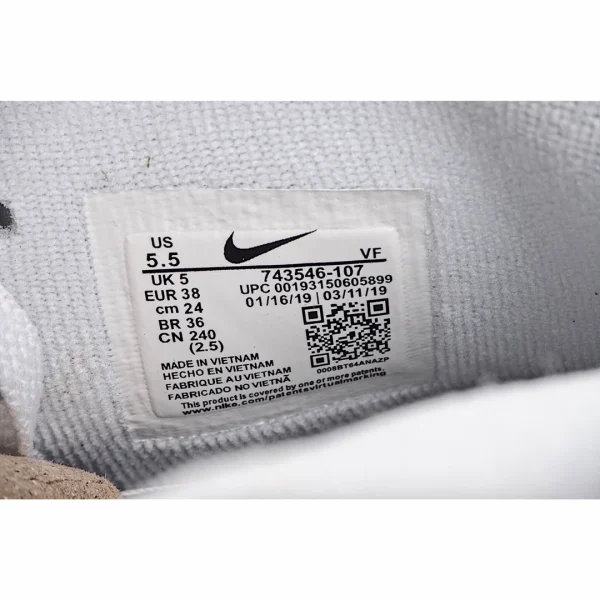 US
5.5
VF
UK 5
743546-107
EUR 38
UPC 00193150605899
cm 24
01/16/19 | 03/11/19
BR 36
CN 240
(2.5)
0008BT64ANAZP
MADE IN VIETNAM
HECHO EN VIETNAM
FABRIQUE AU VIETNAM
FABRICADO NO VIETNÃ
This product is covered by one or more patents.
www.nike.com/patentsvirtualmarking